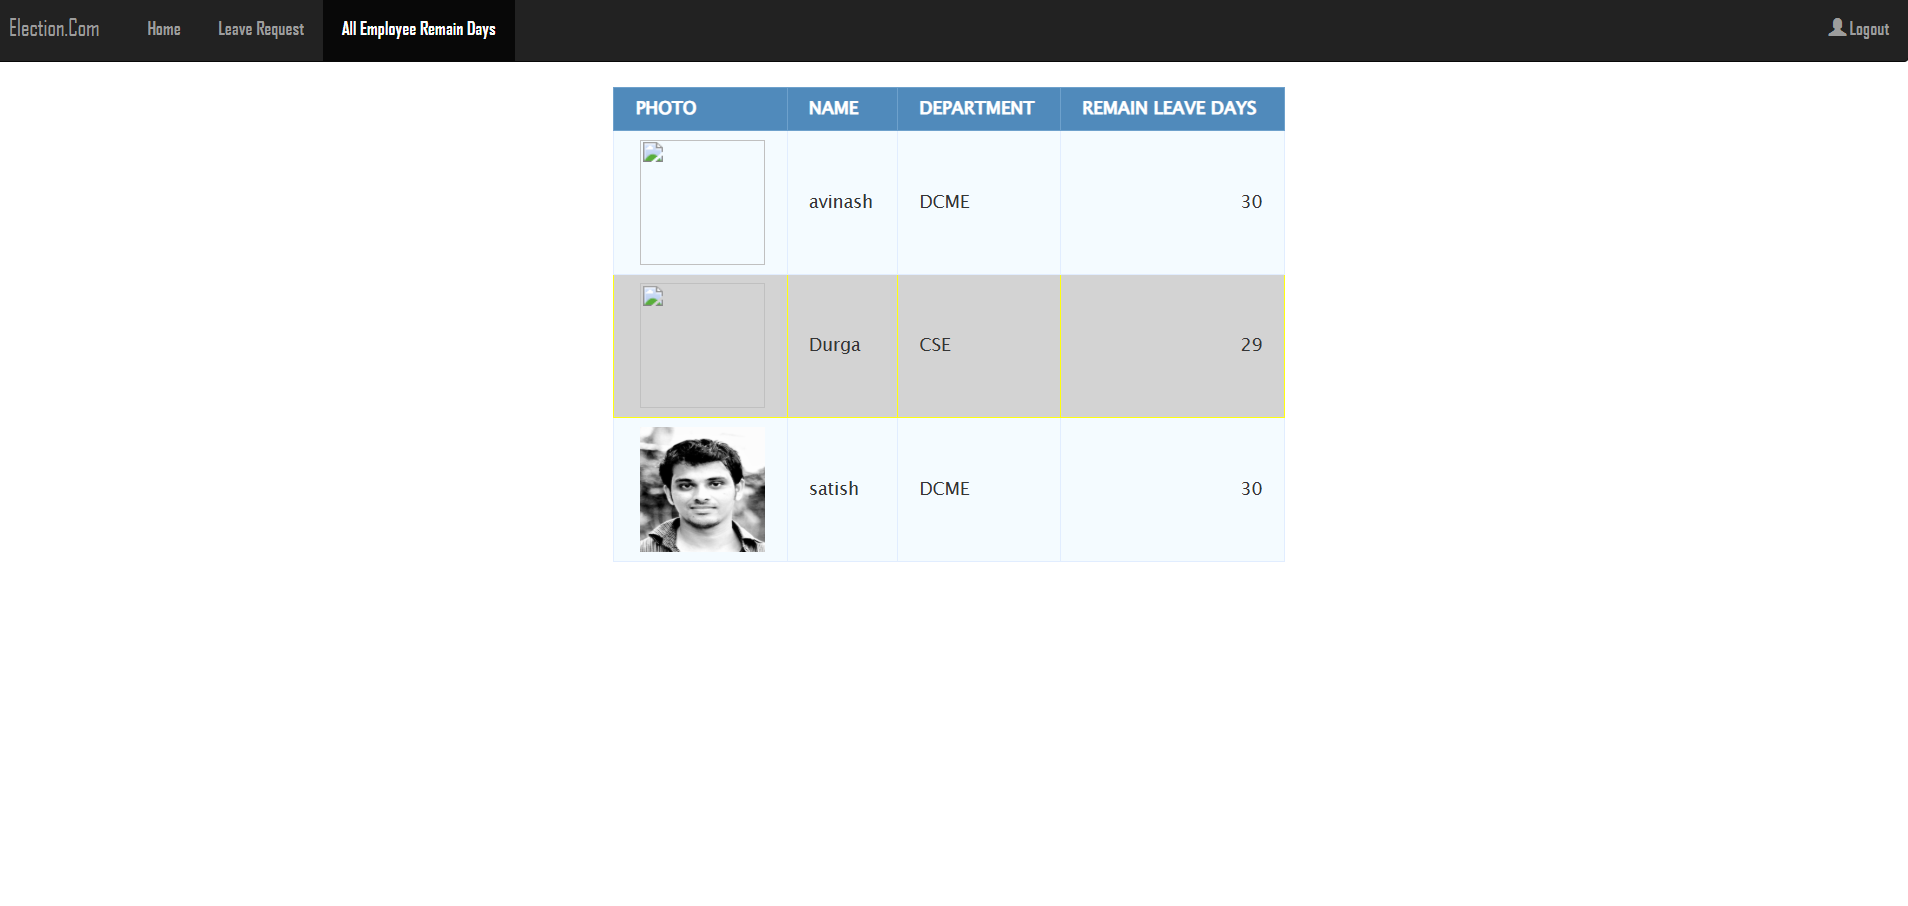 Election.Com Home Leave Request All Employee Remain Days Logout
PHOTO NAME DEPARTMENT REMAIN LEAVE DAYS
avinash DCME 30
Durga CSE 29
satish DCME 30